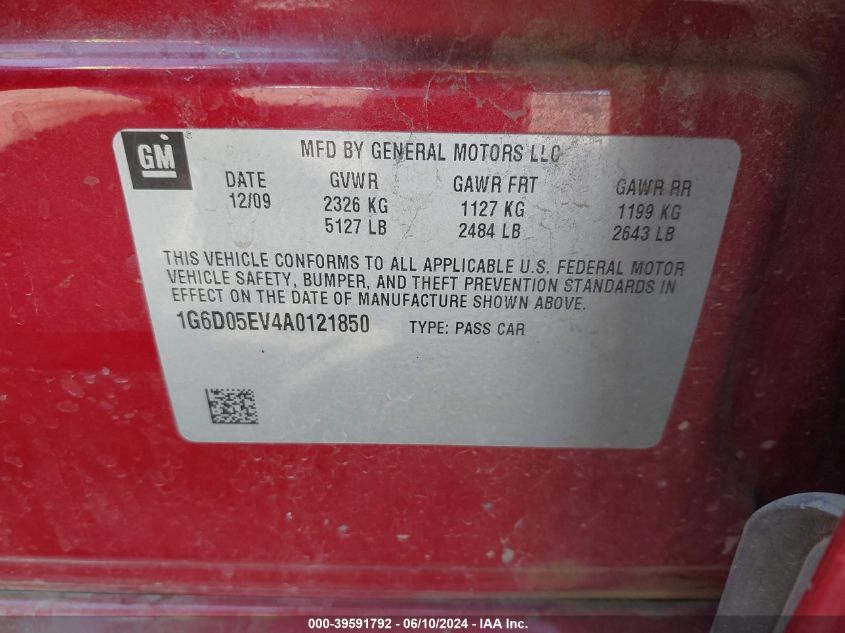 GM
MFD BY GENERAL MOTORS LLC
DATE GVWR GAWR FRT GAWR RR
12/09 2326 KG 1127 KG 1199 KG
5127 LB 2484 LB 2643 LB
THIS VEHICLE CONFORMS TO ALL APPLICABLE U.S. FEDERAL MOTOR
VEHICLE SAFETY, BUMPER, AND THEFT PREVENTION STANDARDS IN
EFFECT ON THE DATE OF MANUFACTURE SHOWN ABOVE.
1G6D05EV4A0121850 TYPE: PASS CAR
000-39591792 - 06/10/2024 - IAA Inc.